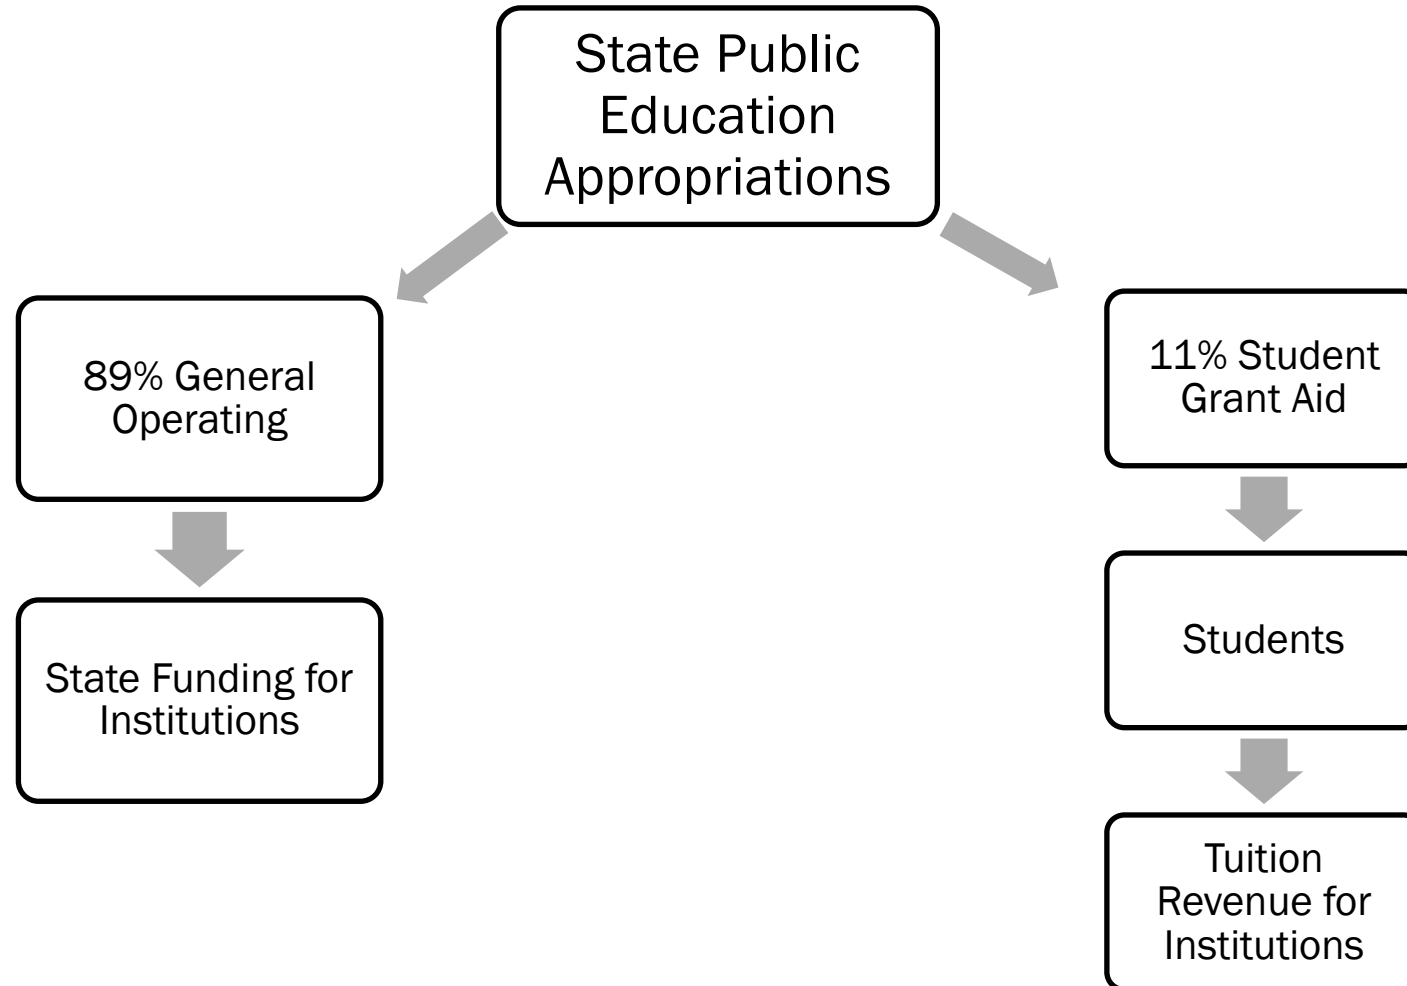 State Public
Education
Appropriations
89% General
Operating
State Funding for
Institutions
11% Student
Grant Aid
Students
Tuition
Revenue for
Institutions